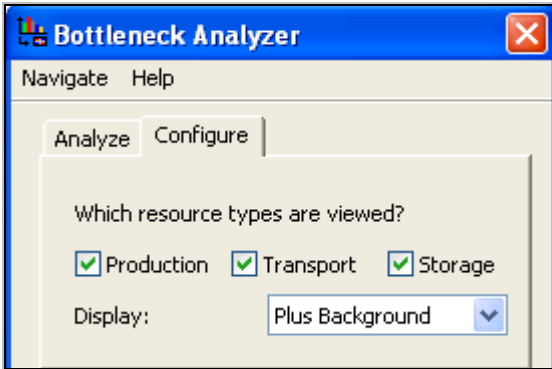 Bottleneck Analyzer
Navigate Help
Analyze Configure
Which resource types are viewed?
Production Transport Storage
Display: Plus Background